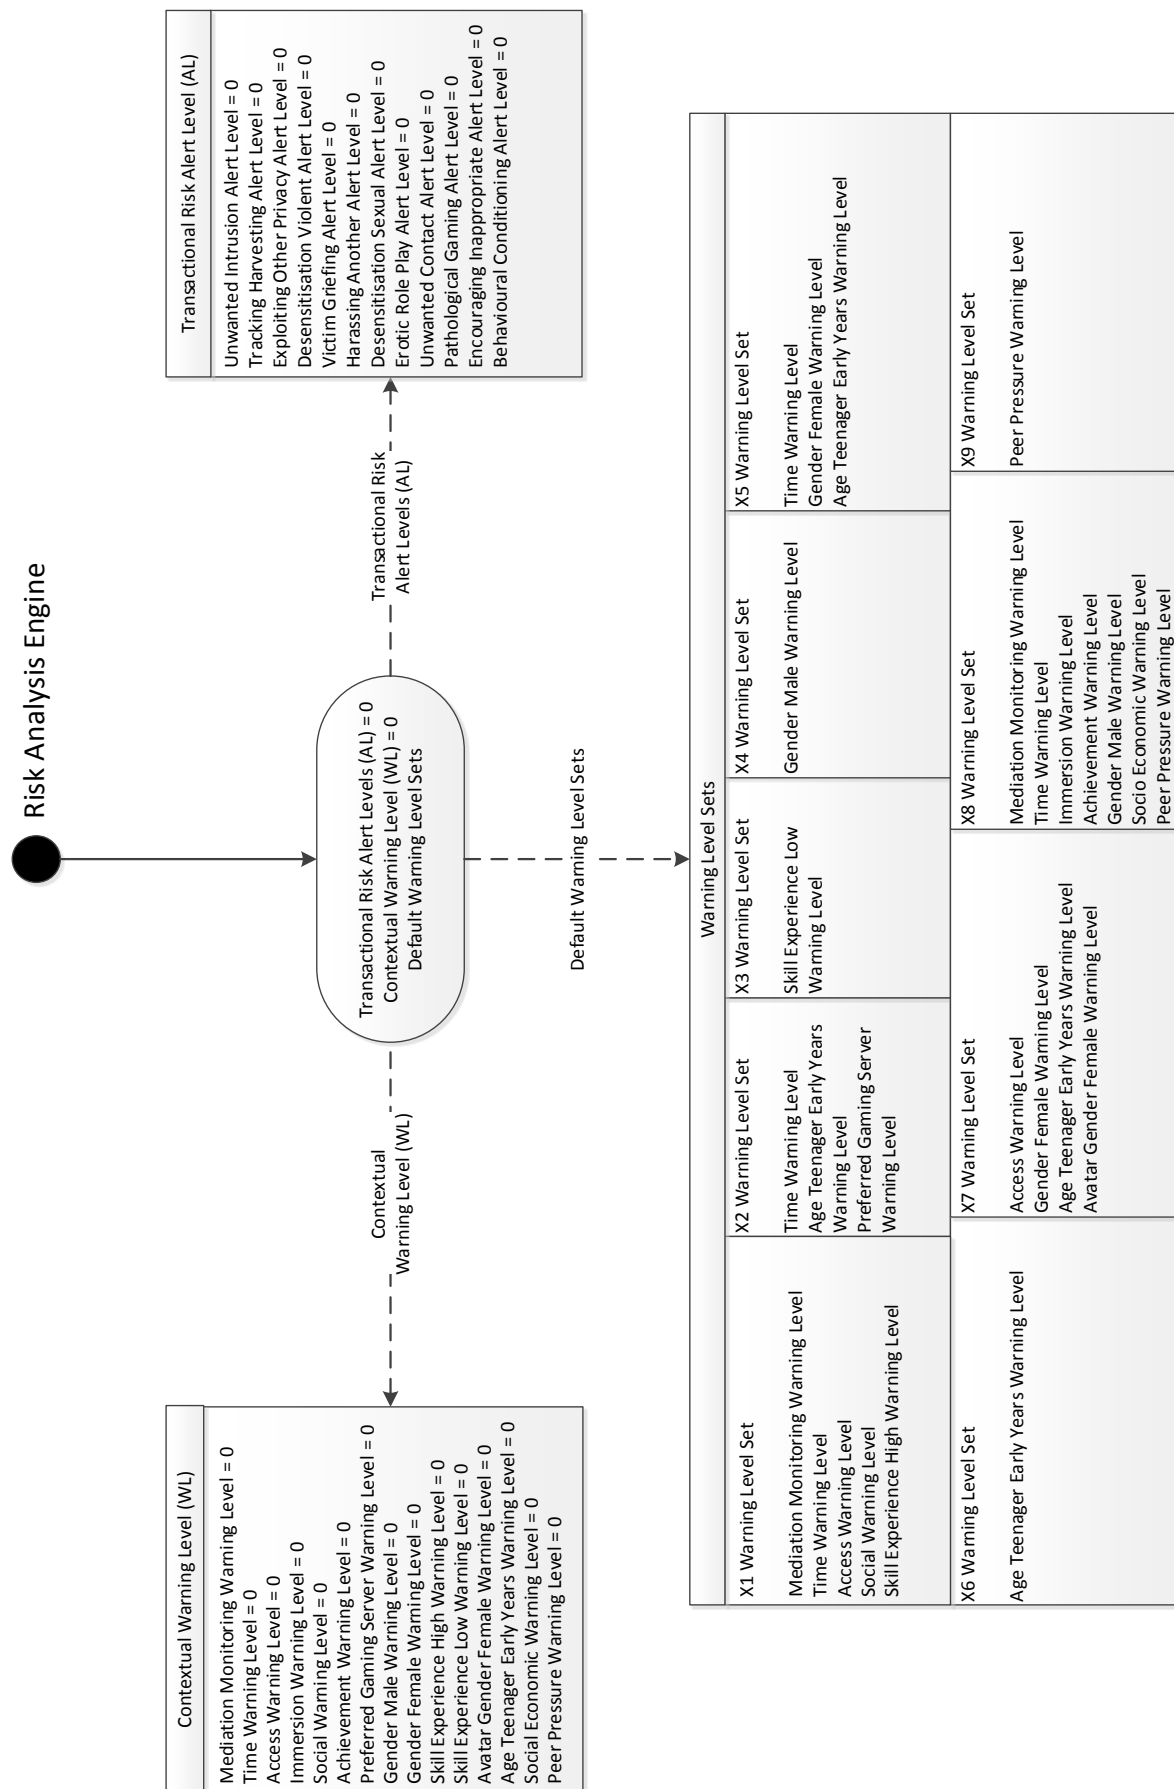 Risk Analysis Engine
Contextual Warning Level (WL)
Mediation Monitoring Warning Level = 0
Time Warning Level = 0
Access Warning Level = 0
Immersion Warning Level = 0
Social Warning Level = 0
Achievement Warning Level = 0
Preferred Gaming Server Warning Level = 0
Gender Male Warning Level = 0
Gender Female Warning Level = 0
Skill Experience High Warning Level = 0
Skill Experience Low Warning Level = 0
Avatar Gender Female Warning Level = 0
Age Teenager Early Years Warning Level = 0
Social Economic Warning Level = 0
Peer Pressure Warning Level = 0
Contextual
Warning Level (WL)
Transactional Risk Alert Levels (AL) = 0
Contextual Warning Level (WL) = 0
Default Warning Level Sets
Transactional Risk
Alert Levels (AL)
Transactional Risk Alert Level (AL)
Unwanted Intrusion Alert Level = 0
Tracking Harvesting Alert Level = 0
Exploiting Other Privacy Alert Level = 0
Desensitisation Violent Alert Level = 0
Victim Griefing Alert Level = 0
Harassing Another Alert Level = 0
Desensitisation Sexual Alert Level = 0
Erotic Role Play Alert Level = 0
Unwanted Contact Alert Level = 0
Pathological Gaming Alert Level = 0
Encouraging Inappropriate Alert Level = 0
Behavioural Conditioning Alert Level = 0
Default Warning Level Sets
Warning Level Sets
X1 Warning Level Set
Mediation Monitoring Warning Level
Time Warning Level
Access Warning Level
Social Warning Level
Skill Experience High Warning Level
X2 Warning Level Set
Time Warning Level
Age Teenager Early Years
Warning Level
Preferred Gaming Server
Warning Level
X3 Warning Level Set
Skill Experience Low
Warning Level
X4 Warning Level Set
Gender Male Warning Level
X5 Warning Level Set
Time Warning Level
Gender Female Warning Level
Age Teenager Early Years Warning Level
X6 Warning Level Set
Age Teenager Early Years Warning Level
X7 Warning Level Set
Access Warning Level
Gender Female Warning Level
Age Teenager Early Years Warning Level
Avatar Gender Female Warning Level
X8 Warning Level Set
Mediation Monitoring Warning Level
Time Warning Level
Immersion Warning Level
Achievement Warning Level
Gender Male Warning Level
Socio Economic Warning Level
Peer Pressure Warning Level
X9 Warning Level Set
Peer Pressure Warning Level